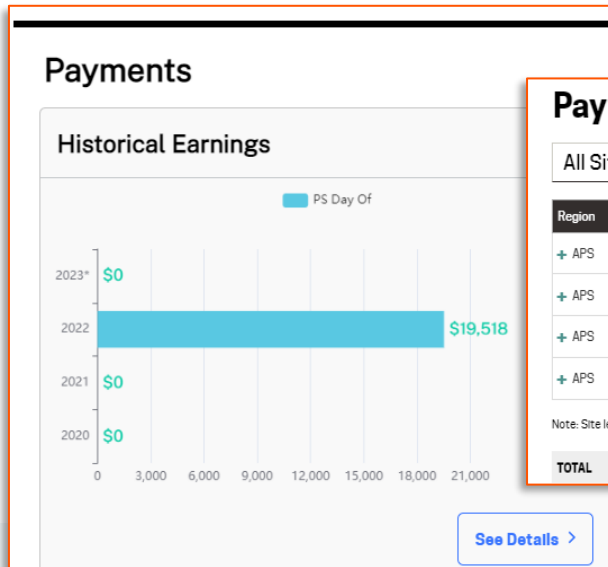 Payments
Historical Earnings
PS Day Of
2023* $0
2022 $19,518
2021 $0
2020 $0
0 3,000 6,000 9,000 12,000 15,000 18,000 21,000
See Details >
Pay
All Si
Region
+ APS
+ APS
+ APS
+ APS
Note: Site l
TOTAL